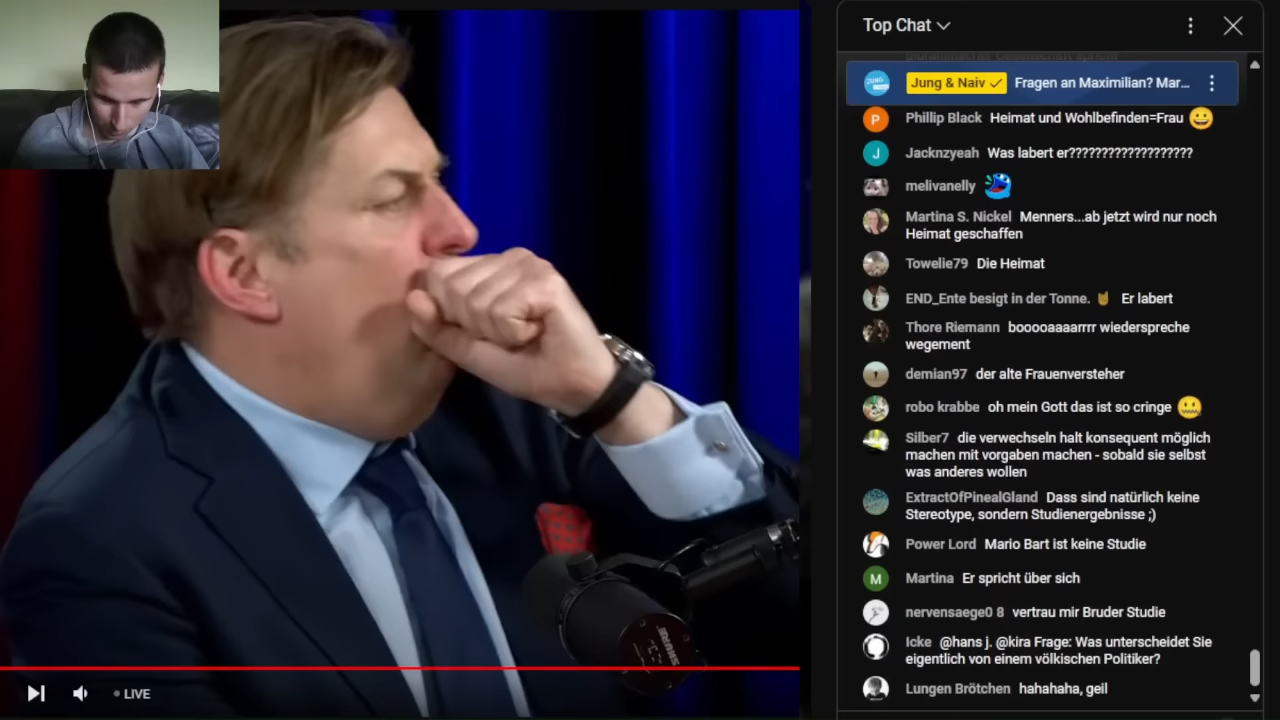 Top Chat
Jung & Naiv Fragen an Maximilian? Mar...
Phillip Black Heimat und Wohlbefinden=Frau
Jacknzyeah Was labert er???????????????????
melivanelly
Martina S. Nickel Menners...ab jetzt wird nur noch
Heimat geschaffen
Towelie79 Die Heimat
END_Ente besigt in der Tonne. Er labert
Thore Riemann booooaaaarrrr wiederspreche
wegement
demian97 der alte Frauenversteher
robo krabbe oh mein Gott das ist so cringe
Silber7 die verwechseln halt konsequent möglich
machen mit vorgaben machen - sobald sie selbst
was anderes wollen
ExtractOfPinealGland Dass sind natürlich keine
Stereotype, sondern Studienergebnisse ;)
Power Lord Mario Bart ist keine Studie
M Martina Er spricht über sich
nervensaege0 8 vertrau mir Bruder Studie
Icke @hans j. @kira Frage: Was unterscheidet Sie
eigentlich von einem völkischen Politiker?
Lungen Brötchen hahahaha, geil
SHURE
LIVE